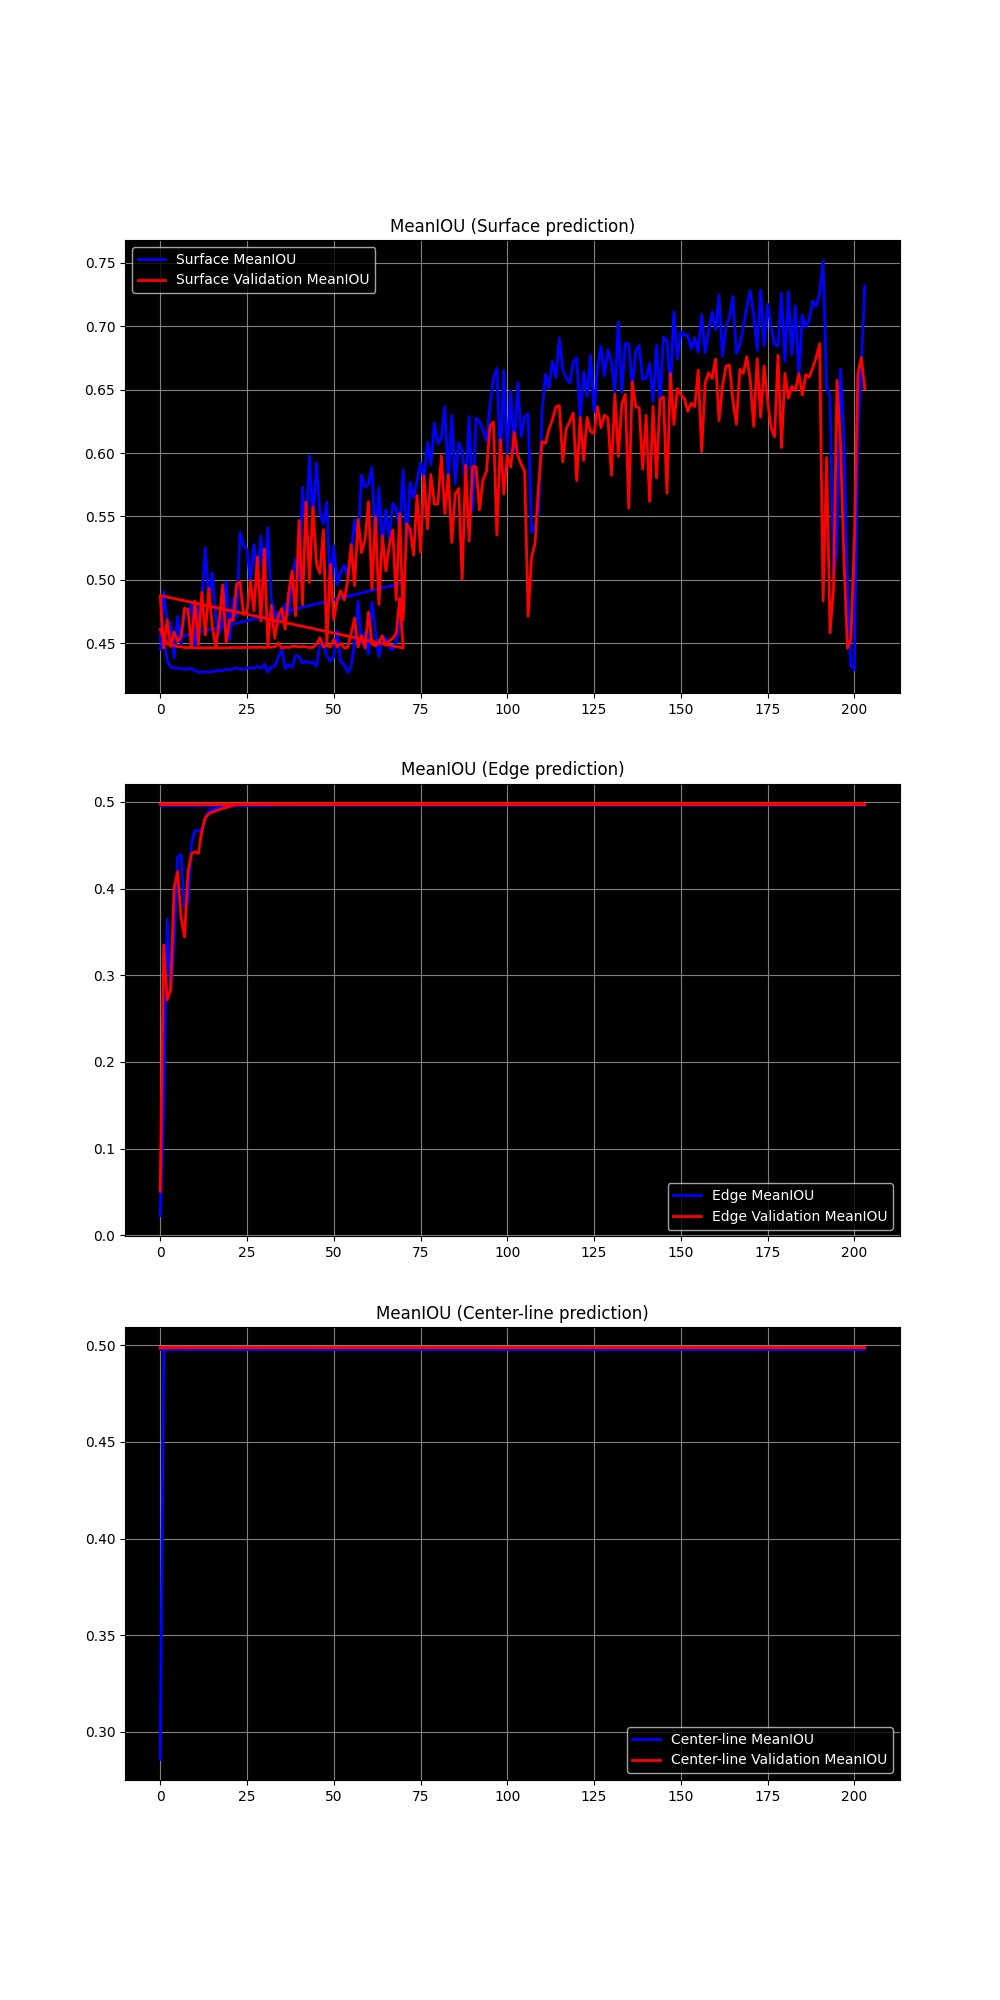 MeanIOU (Surface prediction)
Surface MeanIOU
Surface Validation MeanIOU
0.75
0.70
0.65
0.60
0.55
0.50
0.45
0 25 50 75 100 125 150 175 200
MeanIOU (Edge prediction)
0.5
0.4
0.3
0.2
0.1
0.0
Edge MeanIOU
Edge Validation MeanIOU
0 25 50 75 100 125 150 175 200
MeanIOU (Center-line prediction)
0.50
0.45
0.40
0.35
0.30
Center-line MeanIOU
Center-line Validation MeanIOU
0 25 50 75 100 125 150 175 200